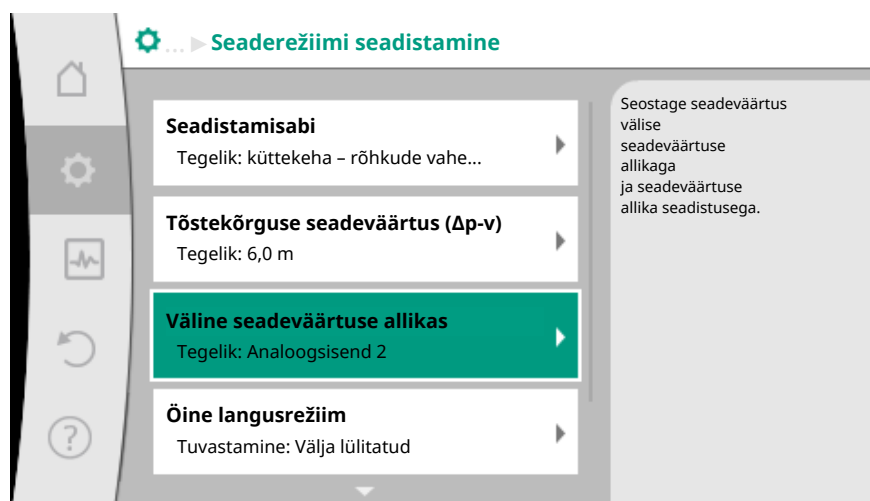 ... Seaderežiimi seadistamine
Seadistamisabi
Tegelik: küttekeha – rõhkude vahe...
Tõstekõrguse seadeväärtus (Δp-v)
Tegelik: 6,0 m
Väline seadeväärtuse allikas
Tegelik: Analoogsisend 2
Öine langusrežiim
Tuvastamine: Välja lülitatud
Seostage seadeväärtus
välise
seadeväärtuse
allikaga
ja seadeväärtuse
allika seadistusega.